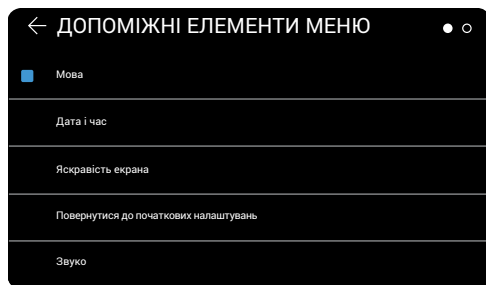 ДОПОМІЖНІ ЕЛЕМЕНТИ МЕНЮ
Мова
Дата і час
Яскравість екрана
Повернутися до початкових налаштувань
Звуко